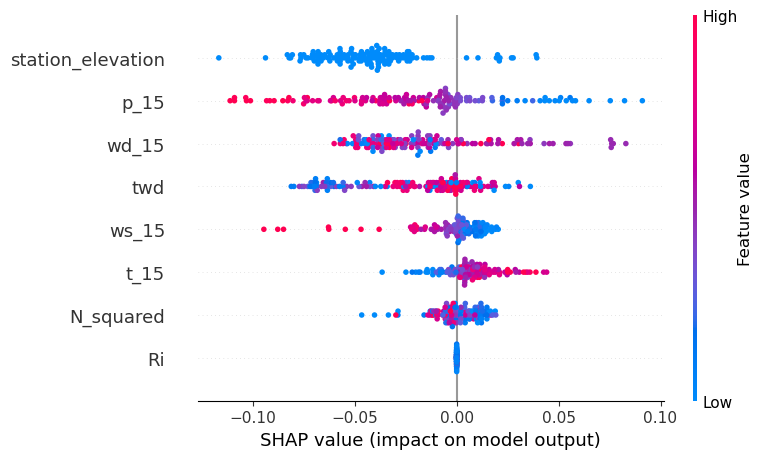 High
station_elevation
p_15
wd_15
twd
ws_15
t_15
N_squared
Ri
Feature value
Low
−0.10 −0.05 0.00 0.05 0.10
SHAP value (impact on model output)